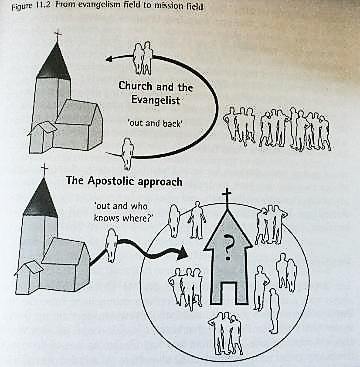 Figure 11.2 From evangelism field to mission field
Church and the
Evangelist
'out and back'
The Apostolic approach
'out and who
knows where?'
?